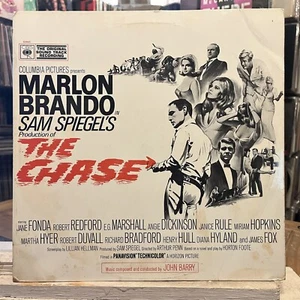 CBS
THE ORIGINAL
SOUND TRACK
RECORDING
COLUMBIA PICTURES presents
MARLON
BRANDO IN
SAM SPIEGEL'S
Production of
THE
CHASE
starring
JANE FONDA ROBERT REDFORD E.G. MARSHALL ANGIE DICKINSON JANICE RULE MIRIAM HOPKINS
MARTHA HYER ROBERT DUVALL RICHARD BRADFORD HENRY HULL DIANA HYLAND and JAMES FOX
Screenplay by LILLIAN HELLMAN Produced by SAM SPIEGEL Directed by ARTHUR PENN Based on a novel and play by HORTON FOOTE
Filmed in PANAVISION TECHNICOLOR A HORIZON PICTURE
Music composed and conducted by JOHN BARRY